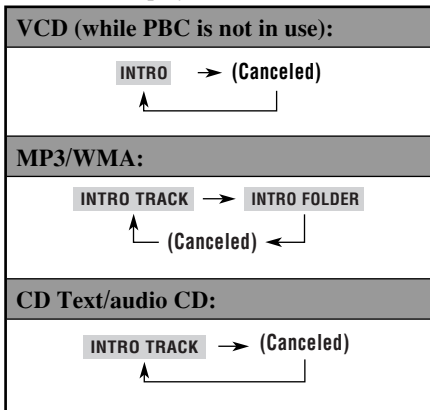 VCD (while PBC is not in use):
INTRO (Canceled)
MP3/WMA:
INTRO TRACK INTRO FOLDER
(Canceled)
CD Text/audio CD:
INTRO TRACK (Canceled)